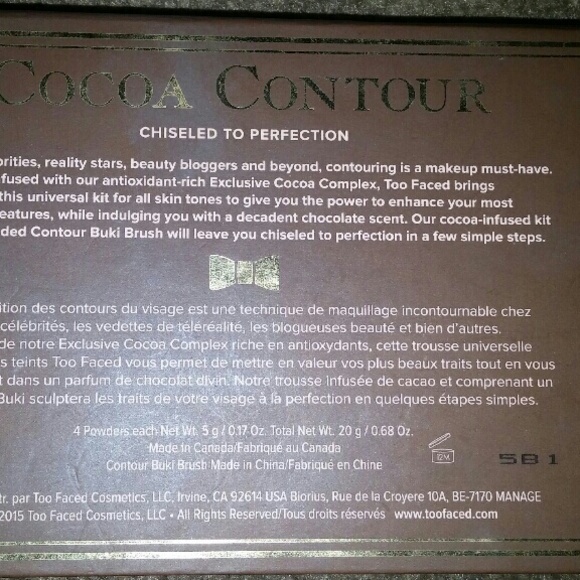 COCOA CONTOUR
CHISELED TO PERFECTION
brities, reality stars, beauty bloggers and beyond, contouring is a makeup must-have.
fused with our antioxidant-rich Exclusive Cocoa Complex, Too Faced brings
this universal kit for all skin tones to give you the power to enhance your most
eatures, while indulging you with a decadent chocolate scent. Our cocoa-infused kit
ded Contour Buki Brush will leave you chiseled to perfection in a few simple steps.
ition des contours du visage est une technique de maquillage incontournable chez
célébrités, les vedettes de téléréalité, les blogueuses beauté et bien d'autres.
de notre Exclusive Cocoa Complex riche en antioxydants, cette trousse universelle
s teints Too Faced vous permet de mettre en valeur vos plus beaux traits tout en vous
t dans un parfum de chocolat divin. Notre trousse infusée de cacao et comprenant un
Buki sculptera les traits de votre visage à la perfection en quelques étapes simples.
4 Powders each Net Wt. 5 g / 0.17 Oz. Total Net Wt. 20 g / 0.68 Oz.
Made in Canada/Fabriqué au Canada
Contour Buki Brush Made in China/Fabriqué en Chine
12M
5B1
tr. par Too Faced Cosmetics, LLC, Irvine, CA 92614 USA Biorius, Rue de la Croyere 10A, BE-7170 MANAGE
2015 Too Faced Cosmetics, LLC • All Rights Reserved/Tous droits réservés www.toofaced.com